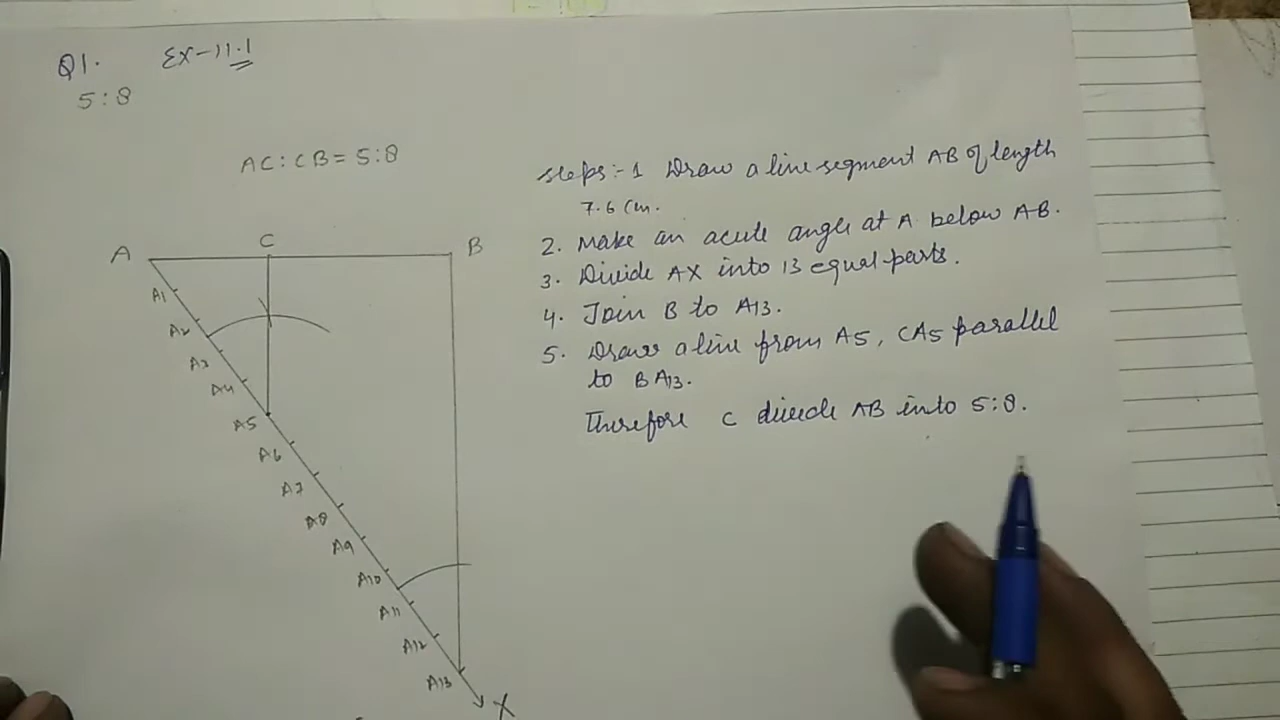 Q1. Ex-11.1
5:8
AC:CB=5:8
steps:- 1 Draw a line segment AB of length
7.6 cm.
2. Make an acute angle at A below AB.
3. Divide AX into 13 equal parts.
4. Join B to A13.
5. Draw a line from A5, CA5 parallel
to BA13.
Therefore C divide AB into 5:8.
A C B
A1
A2
A3
A4
A5
A6
A7
A8
A9
A10
A11
A12
A13
X